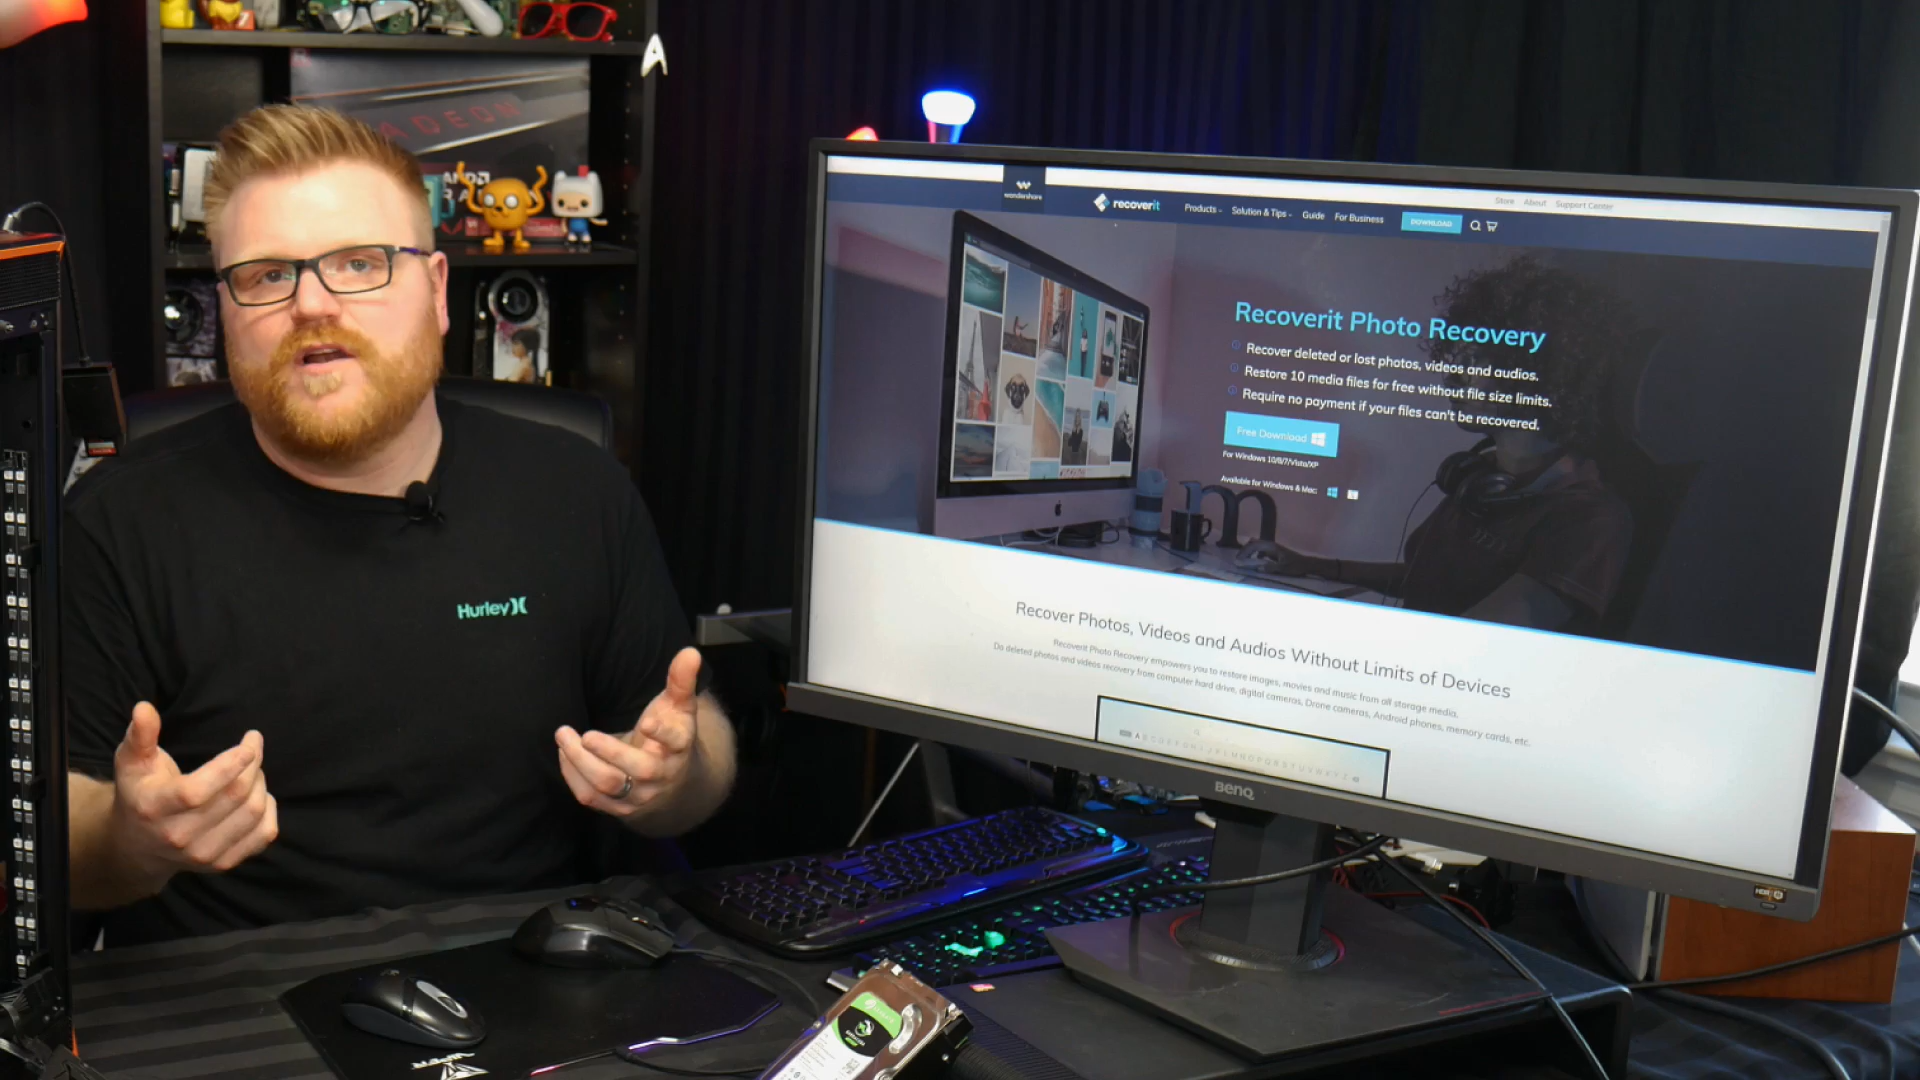 A
RADEON
AMD
wondershare
recoverit
Products
Solution & Tips
Guide
For Business
DOWNLOAD
Store
About
Support Center
Recoverit Photo Recovery
Recover deleted or lost photos, videos and audios.
Restore 10 media files for free without file size limits.
Require no payment if your files can't be recovered.
Free Download
For Windows 10/8/7/Vista/XP
Available for Windows & Mac:
m
Recover Photos, Videos and Audios Without Limits of Devices
Recoverit Photo Recovery empowers you to restore images, movies and music from all storage media.
Do deleted photos and videos recovery from computer hard drive, digital cameras, Drone cameras, Android phones, memory cards, etc.
BenQ
Hurley